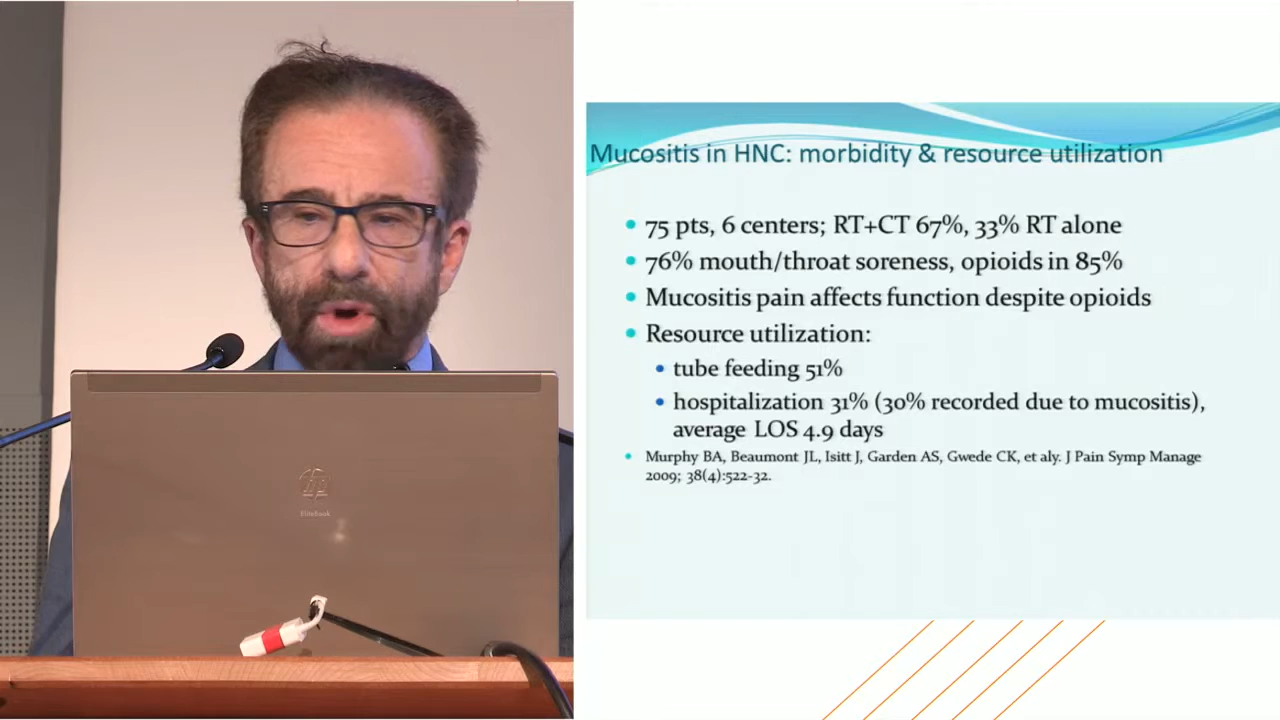 Mucositis in HNC: morbidity & resource utilization
75 pts, 6 centers; RT+CT 67%, 33% RT alone
76% mouth/throat soreness, opioids in 85%
Mucositis pain affects function despite opioids
Resource utilization:
tube feeding 51%
hospitalization 31% (30% recorded due to mucositis),
average LOS 4.9 days
Murphy BA, Beaumont JL, Isitt J, Garden AS, Gwede CK, et aly. J Pain Symp Manage
2009; 38(4):522-32.
EliteBook